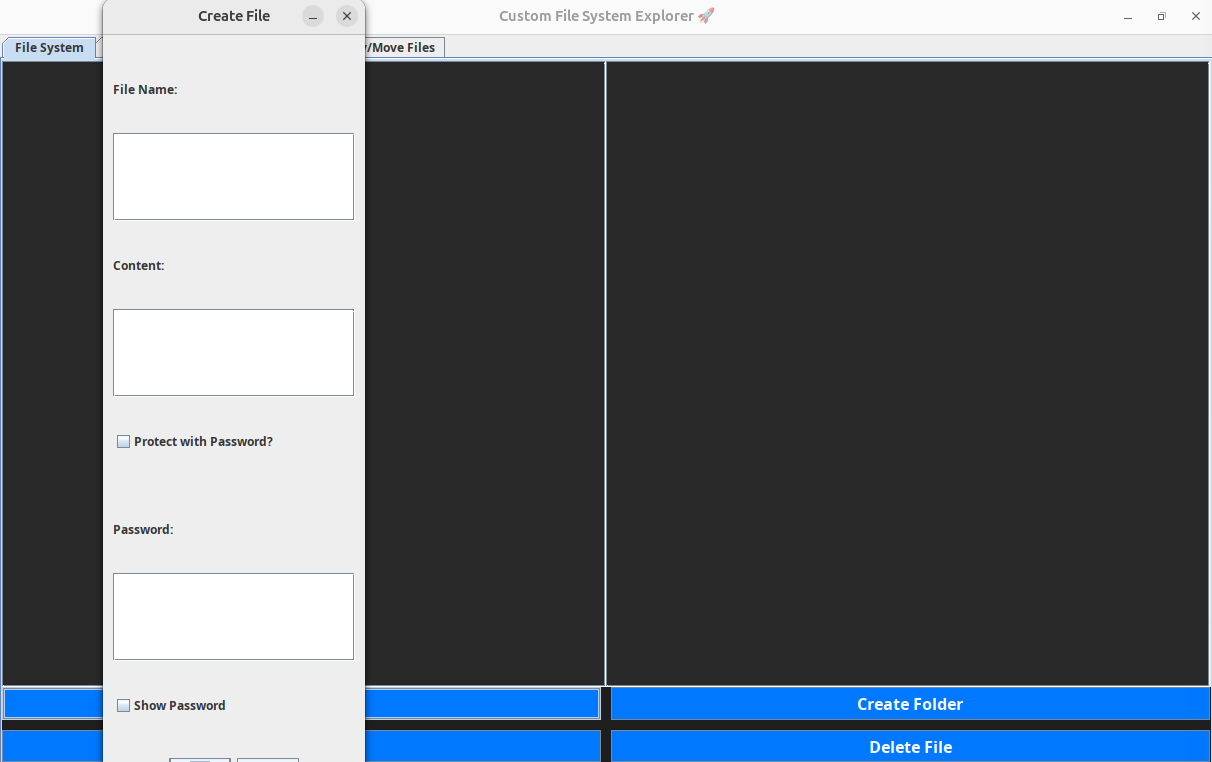 Create File
Custom File System Explorer 🚀
File System
/Move Files
File Name:
Content:
Protect with Password?
Password:
Show Password
Create Folder
Delete File